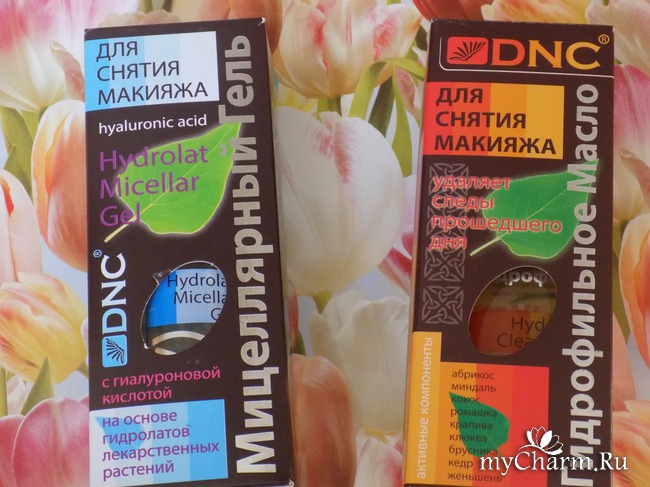 ДЛЯ
СНЯТИЯ
МАКИЯЖА
hyaluronic acid
Hydrolat
Micellar
Gel
Мицеллярный Гель
DNC®
Hydrola
Micella
G
с гиалуроновой
кислотой
на основе
гидролатов
лекарственных
растений
DNC®
ДЛЯ
СНЯТИЯ
МАКИЯЖА
удаляет
следы
прошедшего
дня
Гидрофильное Масло
Hyd
Clea
активные компоненты
абрикос
миндаль
кокос
ромашка
крапива
клюква
брусника
кедр
женьшень
myCharm.Ru